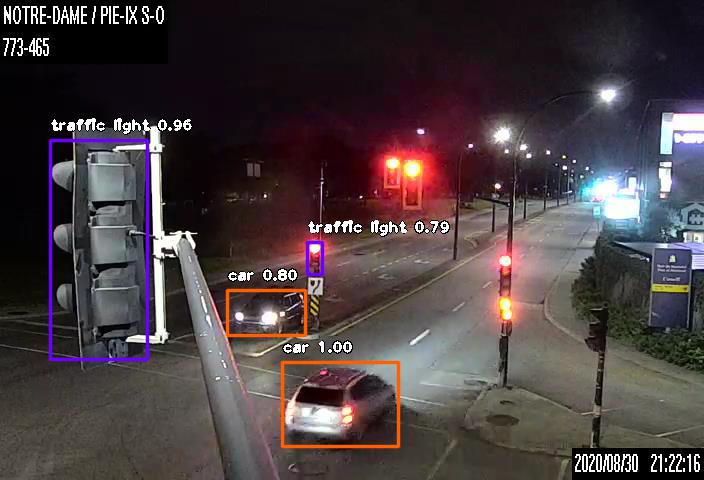 NOTRE-DAME / PIE-IX S-O
773-465
traffic light 0.96
traffic light 0.79
car 0.80
car 1.00
Canada
2020/08/30 21:22:16